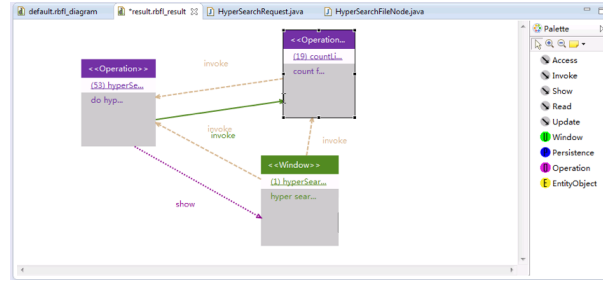 default.rbfl_diagram
*result.rbfl_result
HyperSearchRequest.java
HyperSearchFileNode.java
<<Operation...
(19) countLi...
count f...
invoke
<<Operation>>
(53) hyperSe...
do hyp...
invoke
invoke
invoke
<<Window>>
(1) hyperSear...
hyper sear...
show
Palette
Access
Invoke
Show
Read
Update
Window
Persistence
Operation
E EntityObject